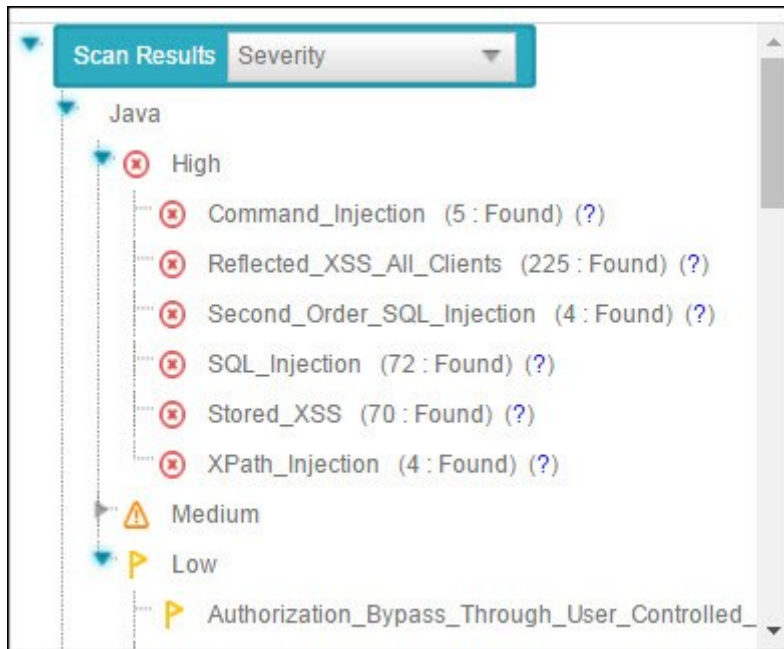 Scan Results Severity
Java
High
Command_Injection (5 : Found) (?)
Reflected_XSS_All_Clients (225 : Found) (?)
Second_Order_SQL_Injection (4 : Found) (?)
SQL_Injection (72 : Found) (?)
Stored_XSS (70 : Found) (?)
XPath_Injection (4 : Found) (?)
Medium
Low
Authorization_Bypass_Through_User_Controlled_